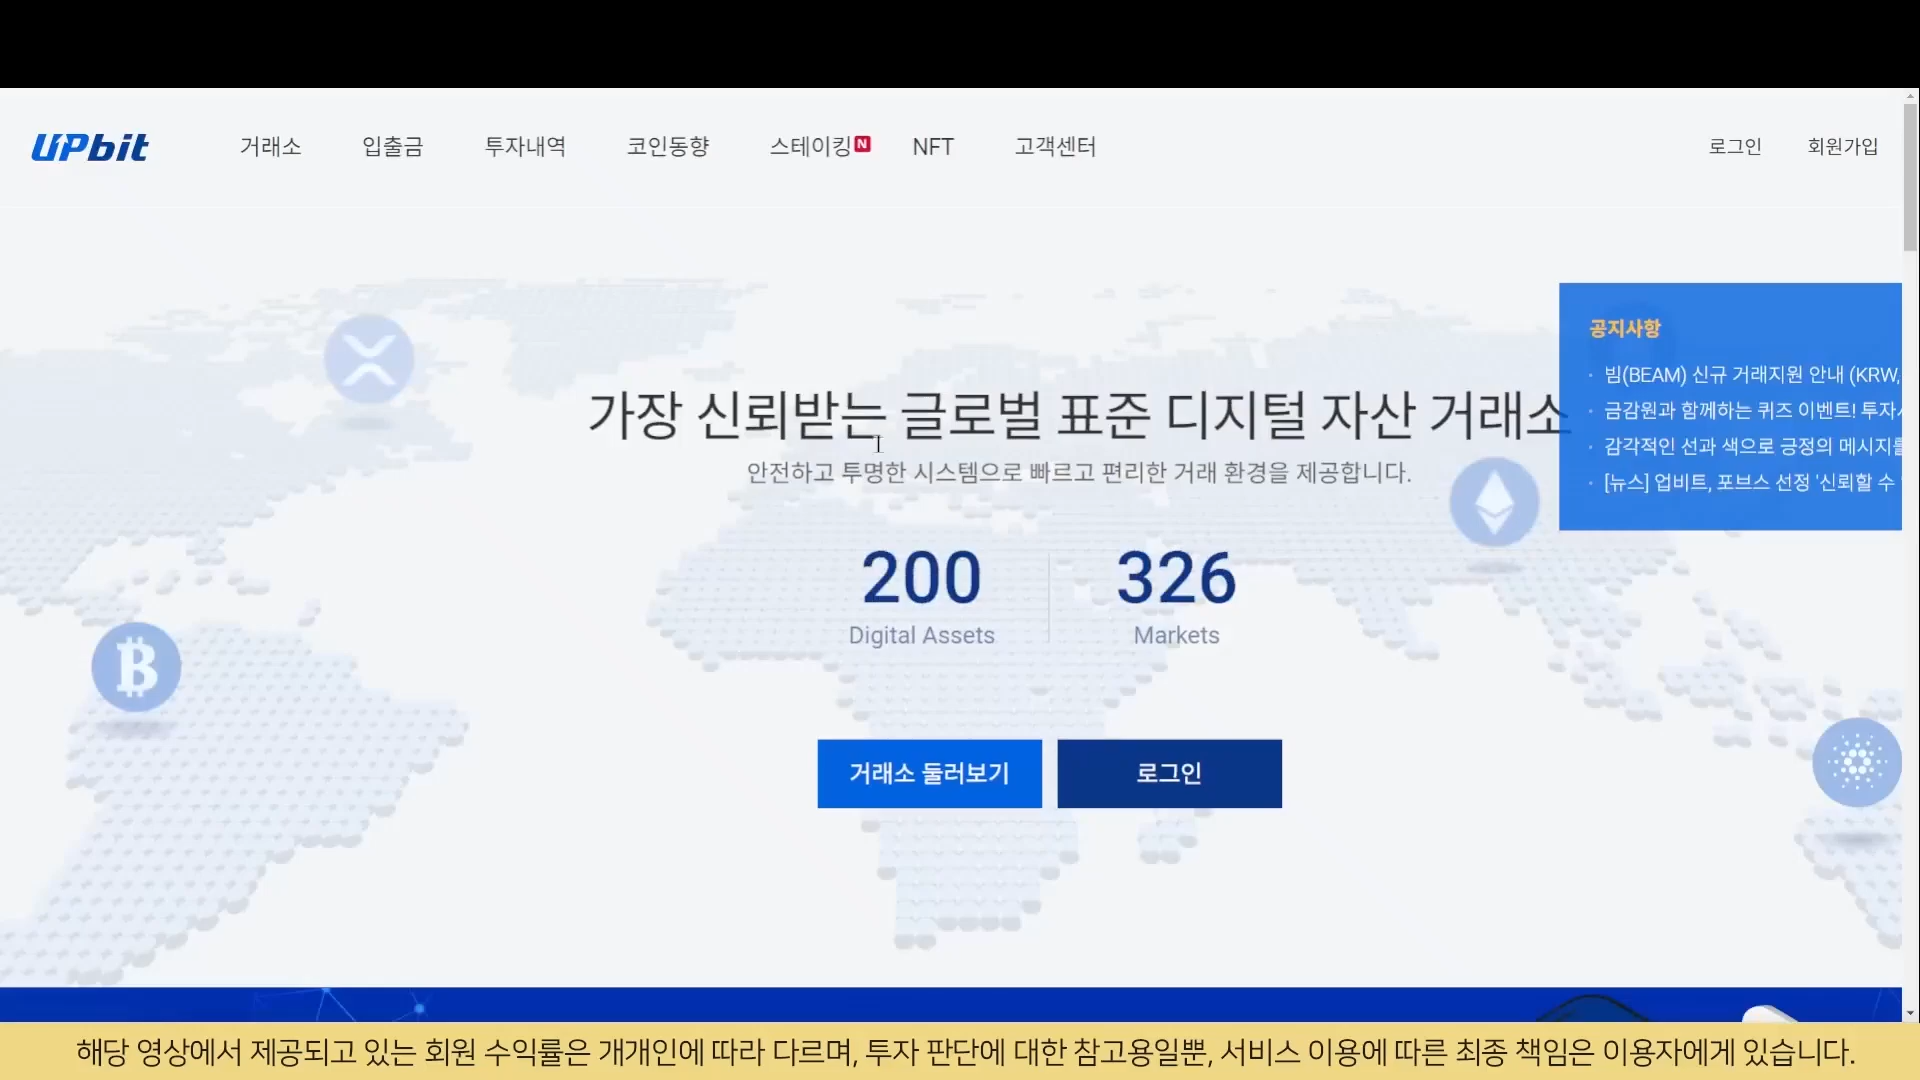 UPbit
거래소 입출금 투자내역 코인동향 스테이킹 N NFT 고객센터 로그인 회원가입
공지사항
빔(BEAM) 신규 거래지원 안내 (KRW,
금감원과 함께하는 퀴즈 이벤트! 투자
감각적인 선과 색으로 긍정의 메시지를
[뉴스] 업비트, 포브스 선정 '신뢰할 수
가장 신뢰받는 글로벌 표준 디지털 자산 거래소
안전하고 투명한 시스템으로 빠르고 편리한 거래 환경을 제공합니다.
200 326
Digital Assets Markets
거래소 둘러보기 로그인
해당 영상에서 제공되고 있는 회원 수익률은 개개인에 따라 다르며, 투자 판단에 대한 참고용일뿐, 서비스 이용에 따른 최종 책임은 이용자에게 있습니다.